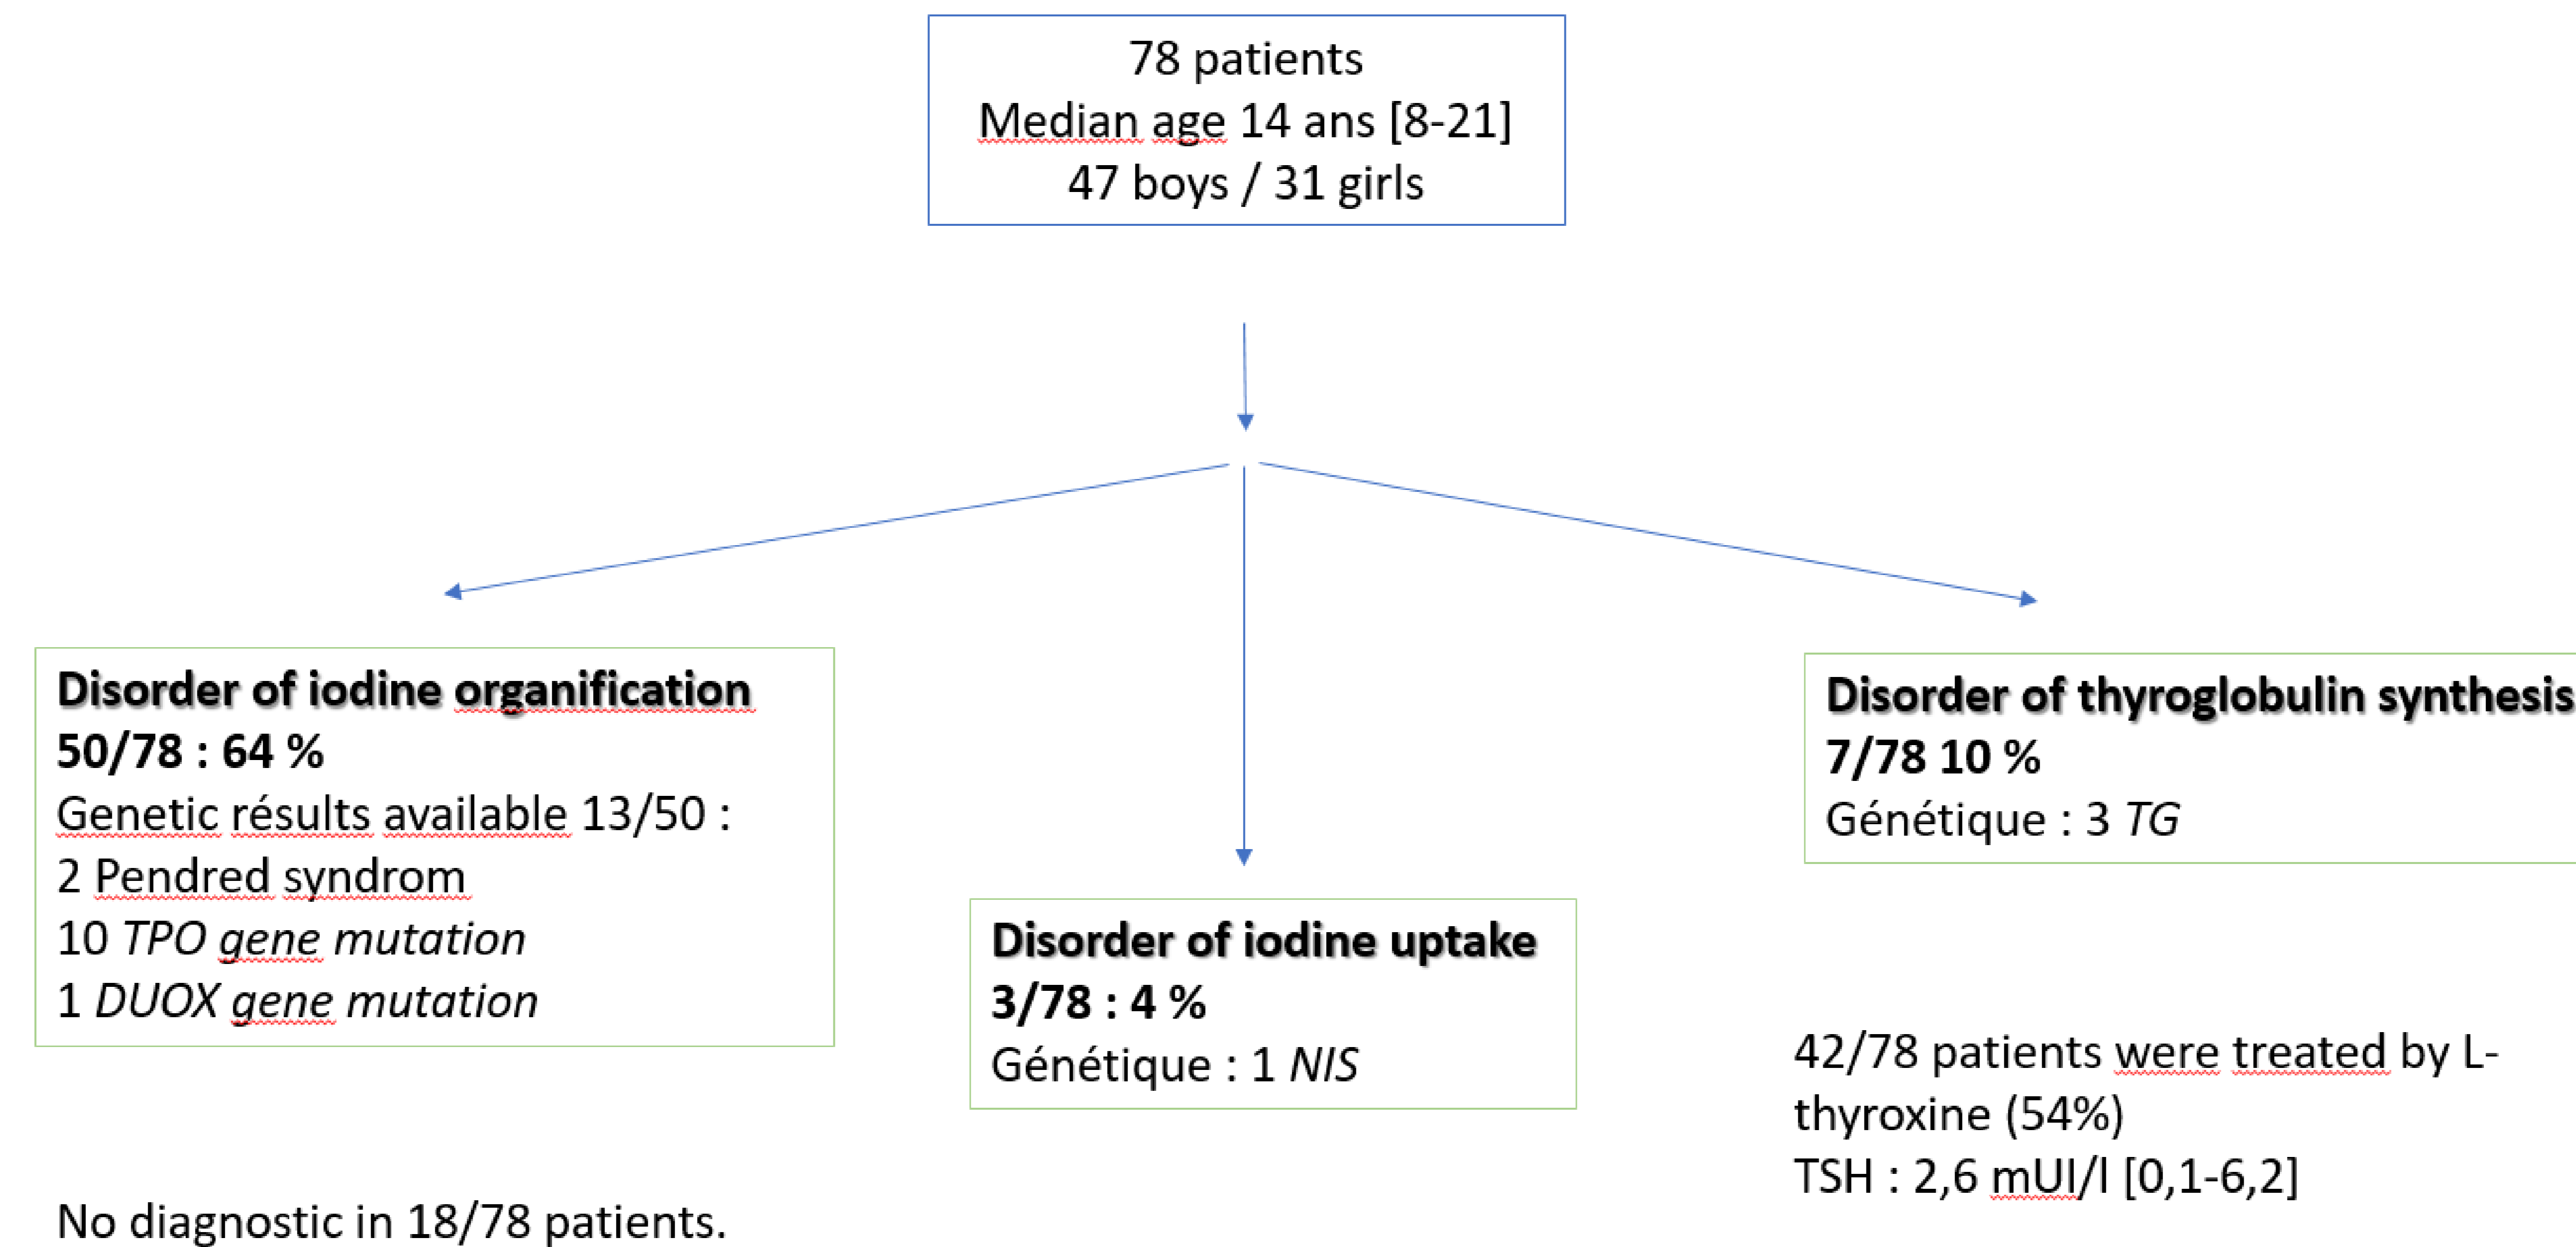 78 patients
Median age 14 ans [8-21]
47 boys / 31 girls
Disorder of iodine organification
50/78 : 64 %
Genetic résults available 13/50 :
2 Pendred syndrom
10 TPO gene mutation
1 DUOX gene mutation
Disorder of iodine uptake
3/78 : 4 %
Génétique : 1 NIS
Disorder of thyroglobulin synthesis
7/78 10 %
Génétique : 3 TG
42/78 patients were treated by L-
thyroxine (54%)
TSH : 2,6 mUI/l [0,1-6,2]
No diagnostic in 18/78 patients.